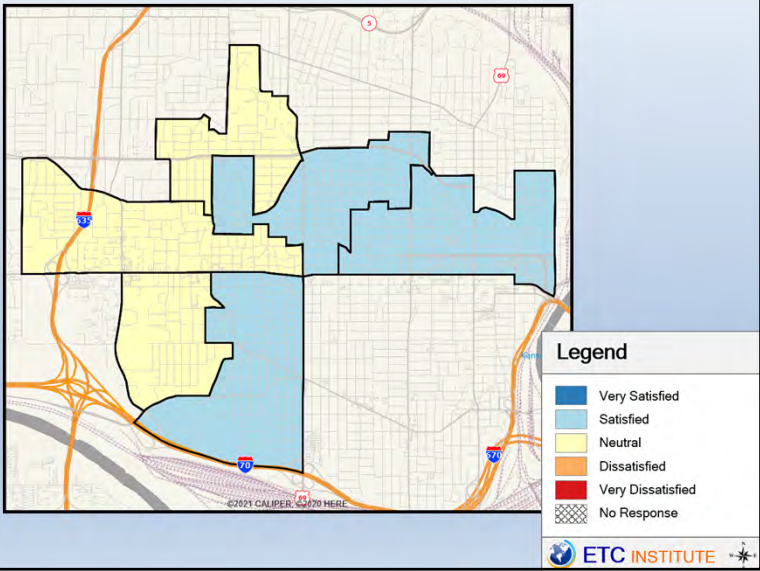 5
69
635
Legend
Very Satisfied
Satisfied
Neutral
Dissatisfied
Very Dissatisfied
No Response
70
670
69
©2021 CALIPER; ©2020 HERE
ETC INSTITUTE